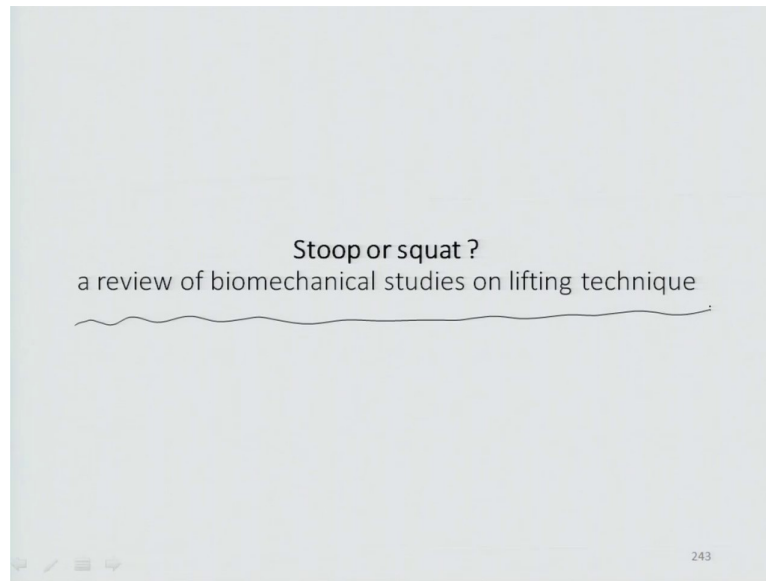 Stoop or squat ?
a review of biomechanical studies on lifting technique
243